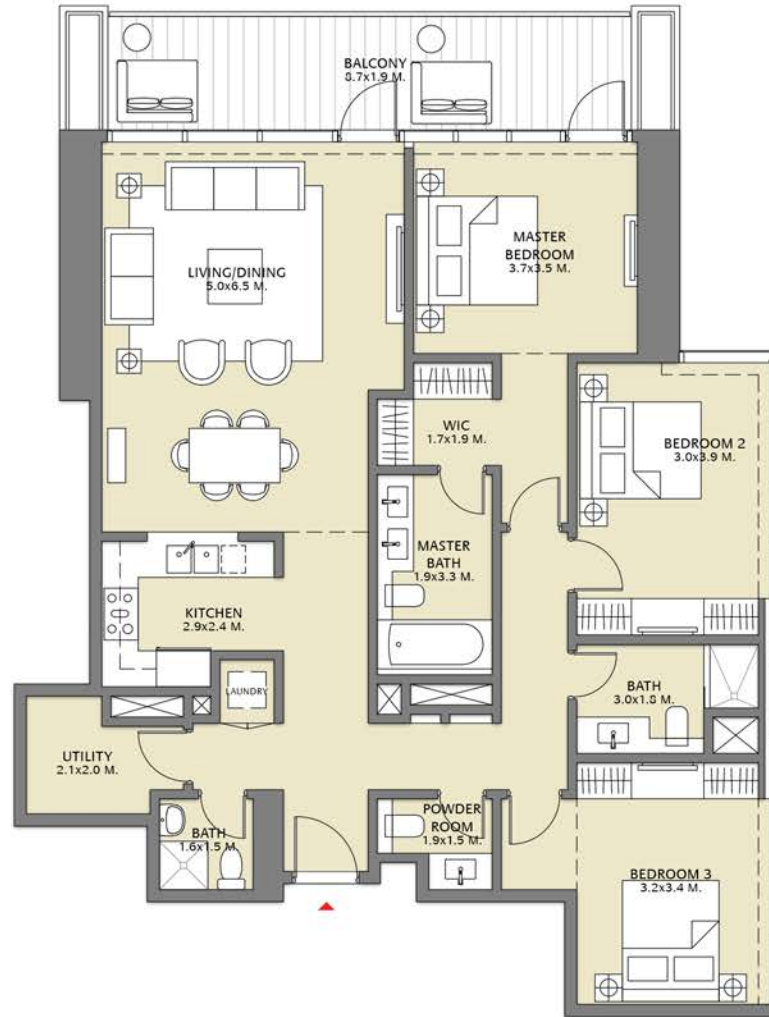 BALCONY
8.7x1.9 M.
LIVING/DINING
5.0x6.5 M.
MASTER
BEDROOM
3.7x3.5 M.
WIC
1.7x1.9 M.
BEDROOM 2
3.0x3.9 M.
MASTER
BATH
1.9x3.3 M.
KITCHEN
2.9x2.4 M.
LAUNDRY
BATH
3.0x1.8 M.
UTILITY
2.1x2.0 M.
BATH
1.6x1.5 M.
POWDER
ROOM
1.9x1.5 M.
BEDROOM 3
3.2x3.4 M.